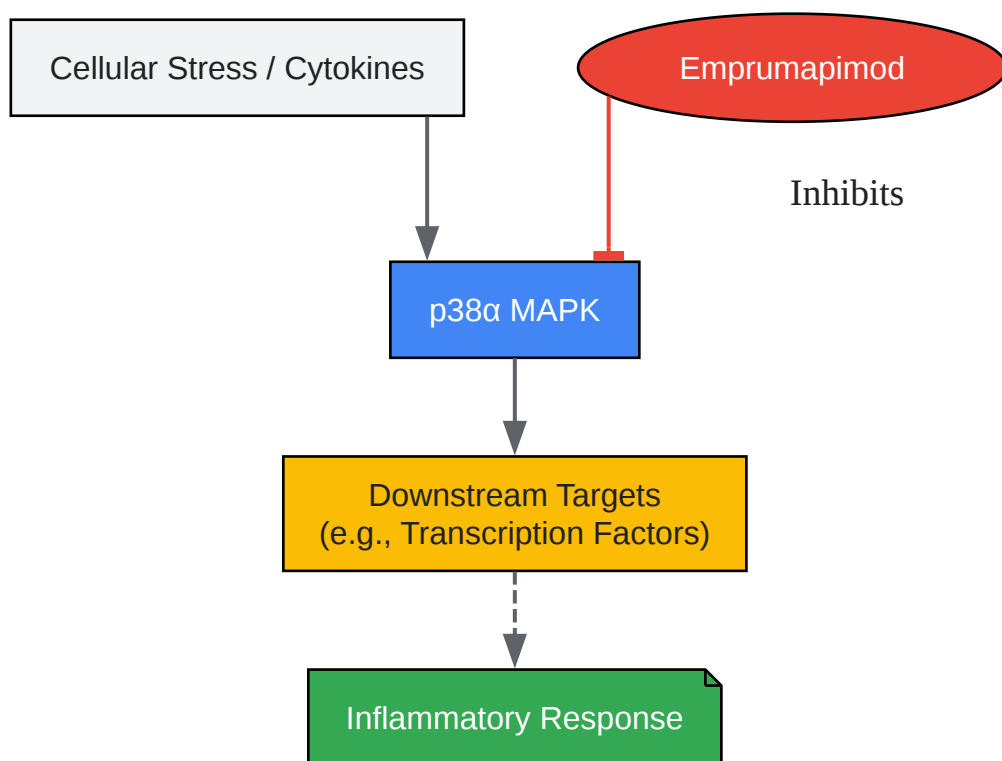 Cellular Stress / Cytokines
Emprumapimod
Inhibits
p38α MAPK
Downstream Targets
(e.g., Transcription Factors)
Inflammatory Response